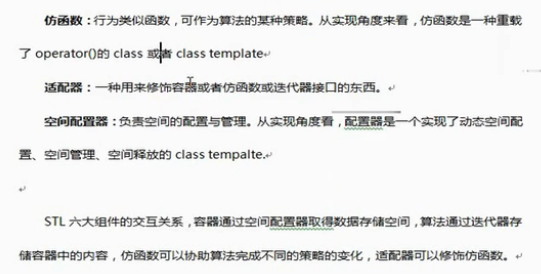 仿函数：行为类似函数，可作为算法的某种策略。从实现角度来看，仿函数是一种重载
了 operator()的 class 或者 class template
适配器：一种用来修饰容器或者仿函数或迭代器接口的东西。
空间配置器：负责空间的配置与管理。从实现角度看，配置器是一个实现了动态空间配
置、空间管理、空间释放的 class tempalte.
STL 六大组件的交互关系，容器通过空间配置器取得数据存储空间，算法通过迭代器存
储容器中的内容，仿函数可以协助算法完成不同的策略的变化，适配器可以修饰仿函数。